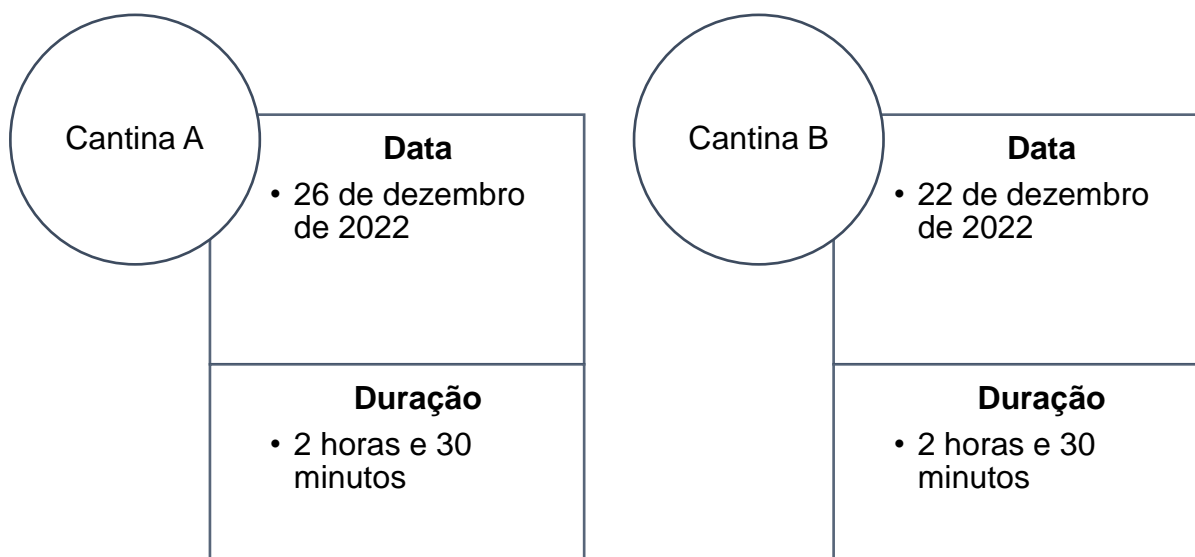 Cantina A
Data
• 26 de dezembro
de 2022
Duração
• 2 horas e 30
minutos
Cantina B
Data
• 22 de dezembro
de 2022
Duração
• 2 horas e 30
minutos